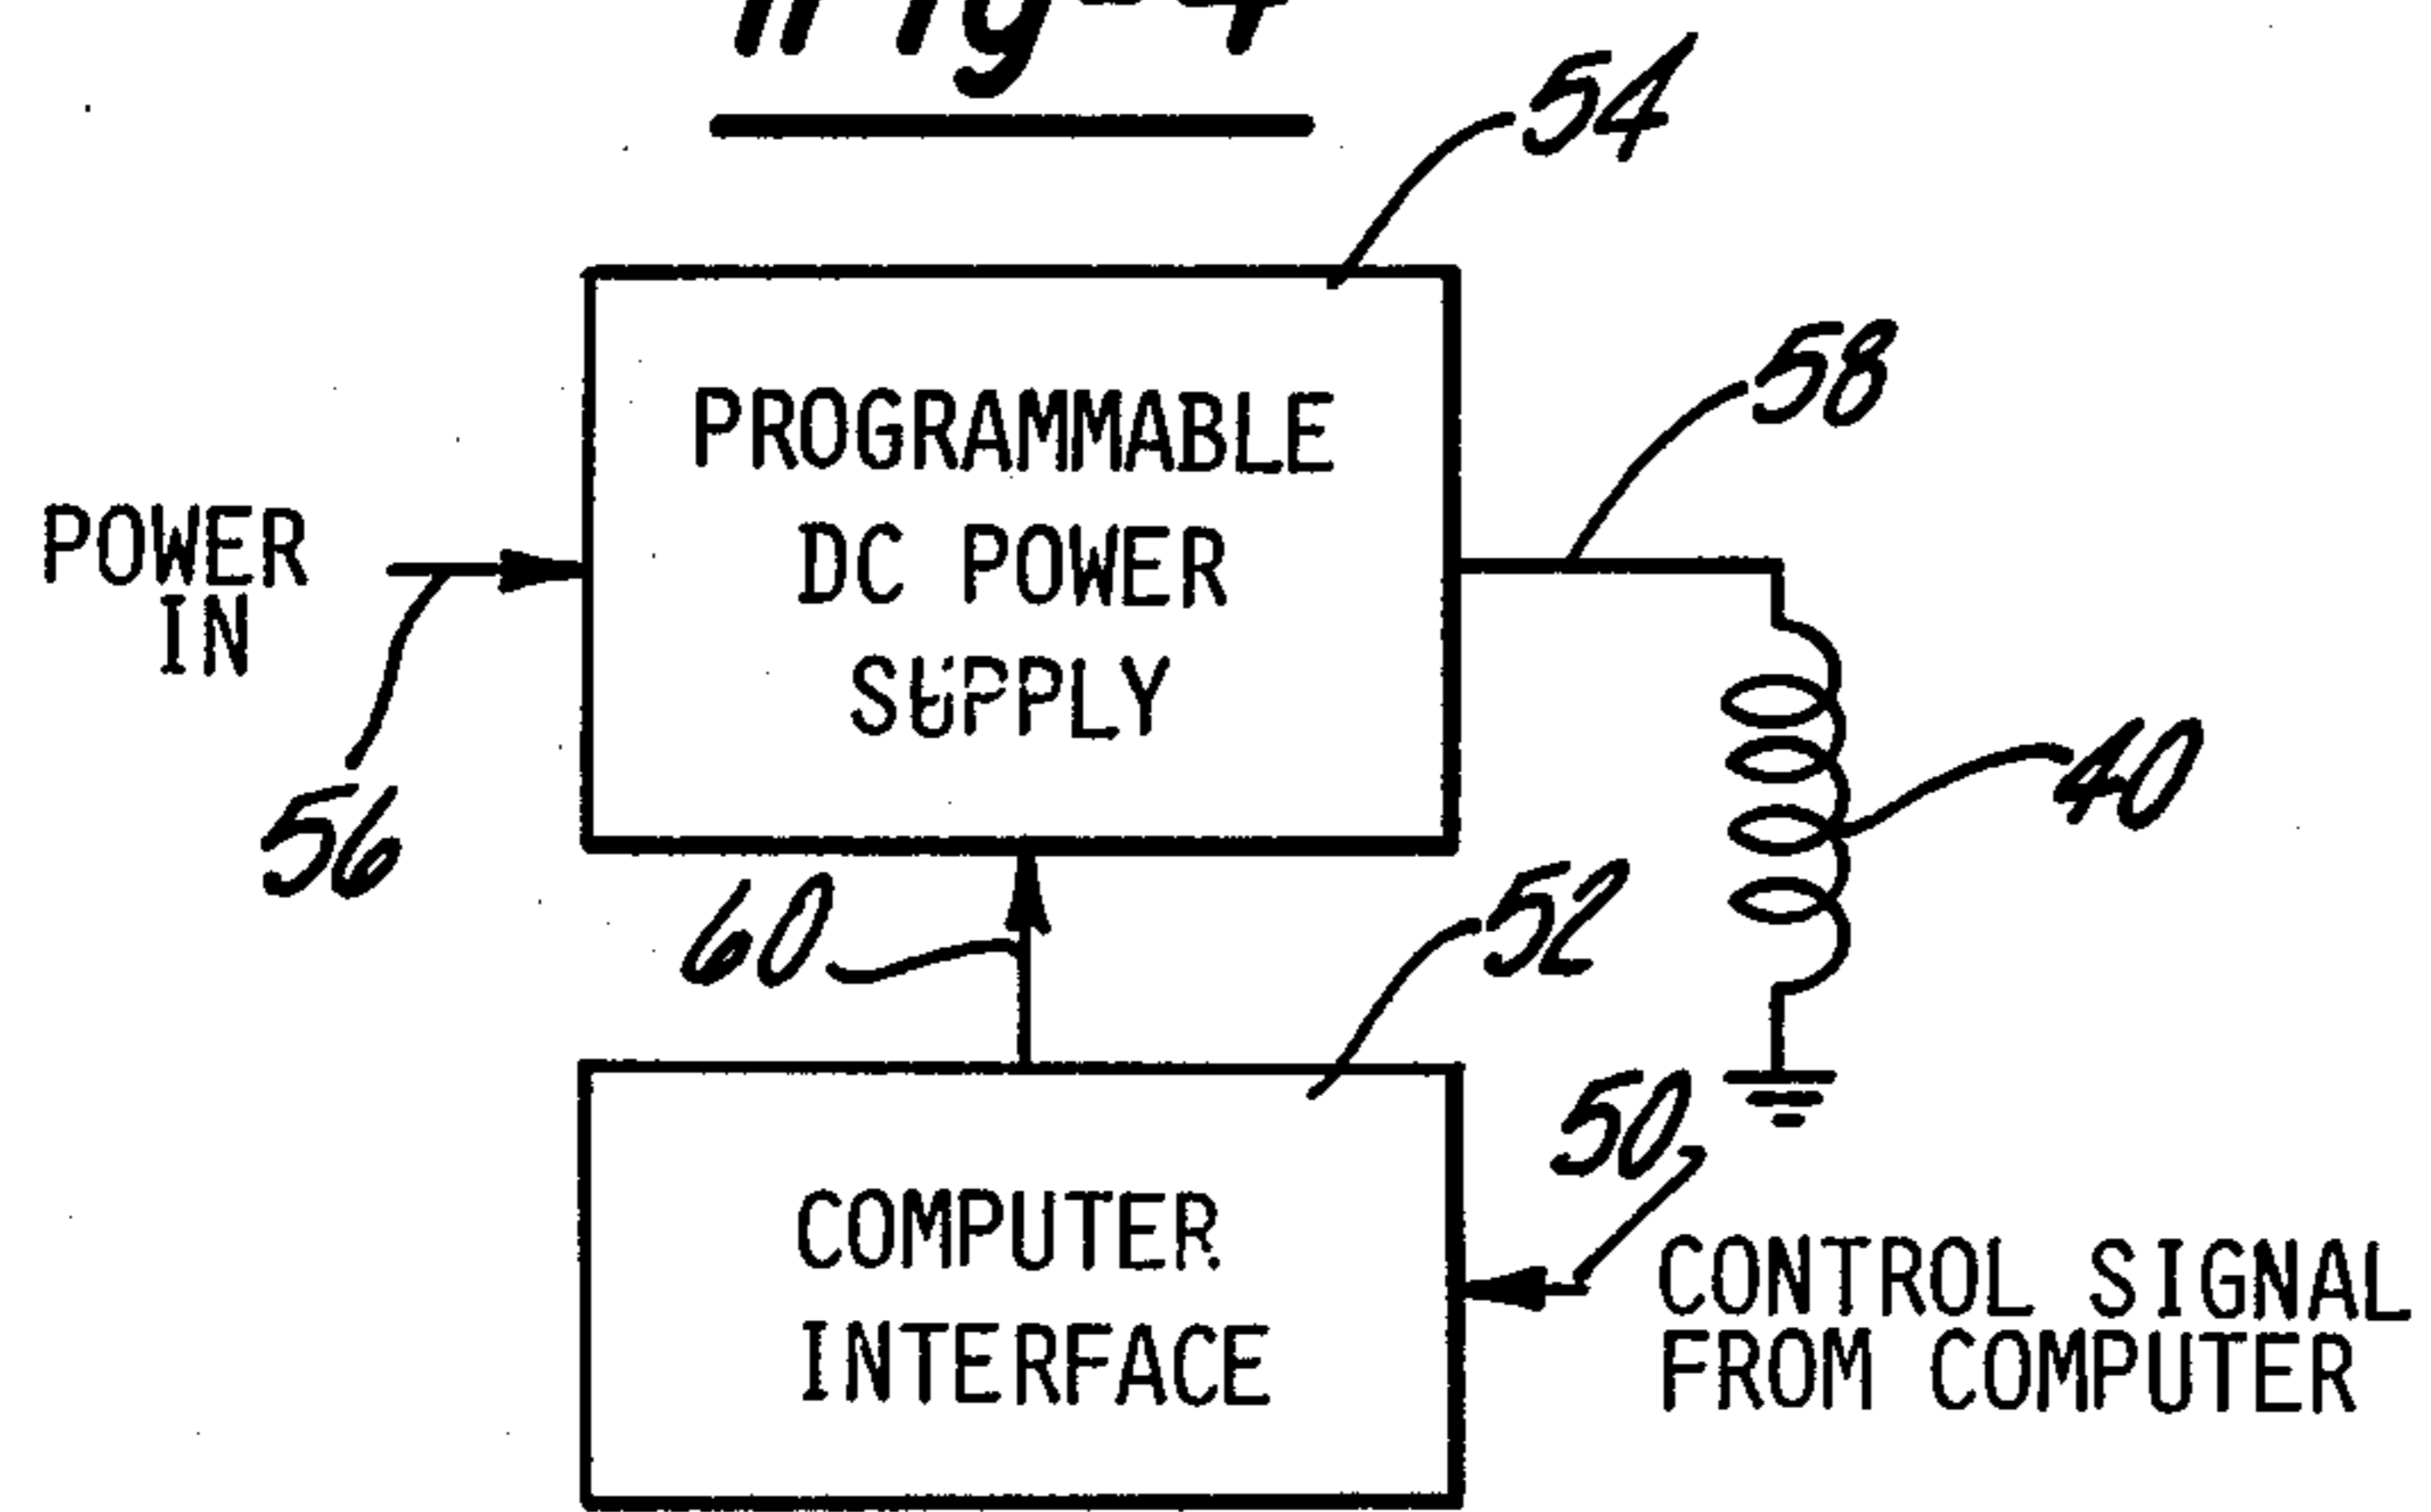 54
58
PROGRAMMABLE
DC POWER
SUPPLY
POWER
IN
56
40
60
52
50
COMPUTER
INTERFACE
CONTROL SIGNAL
FROM COMPUTER